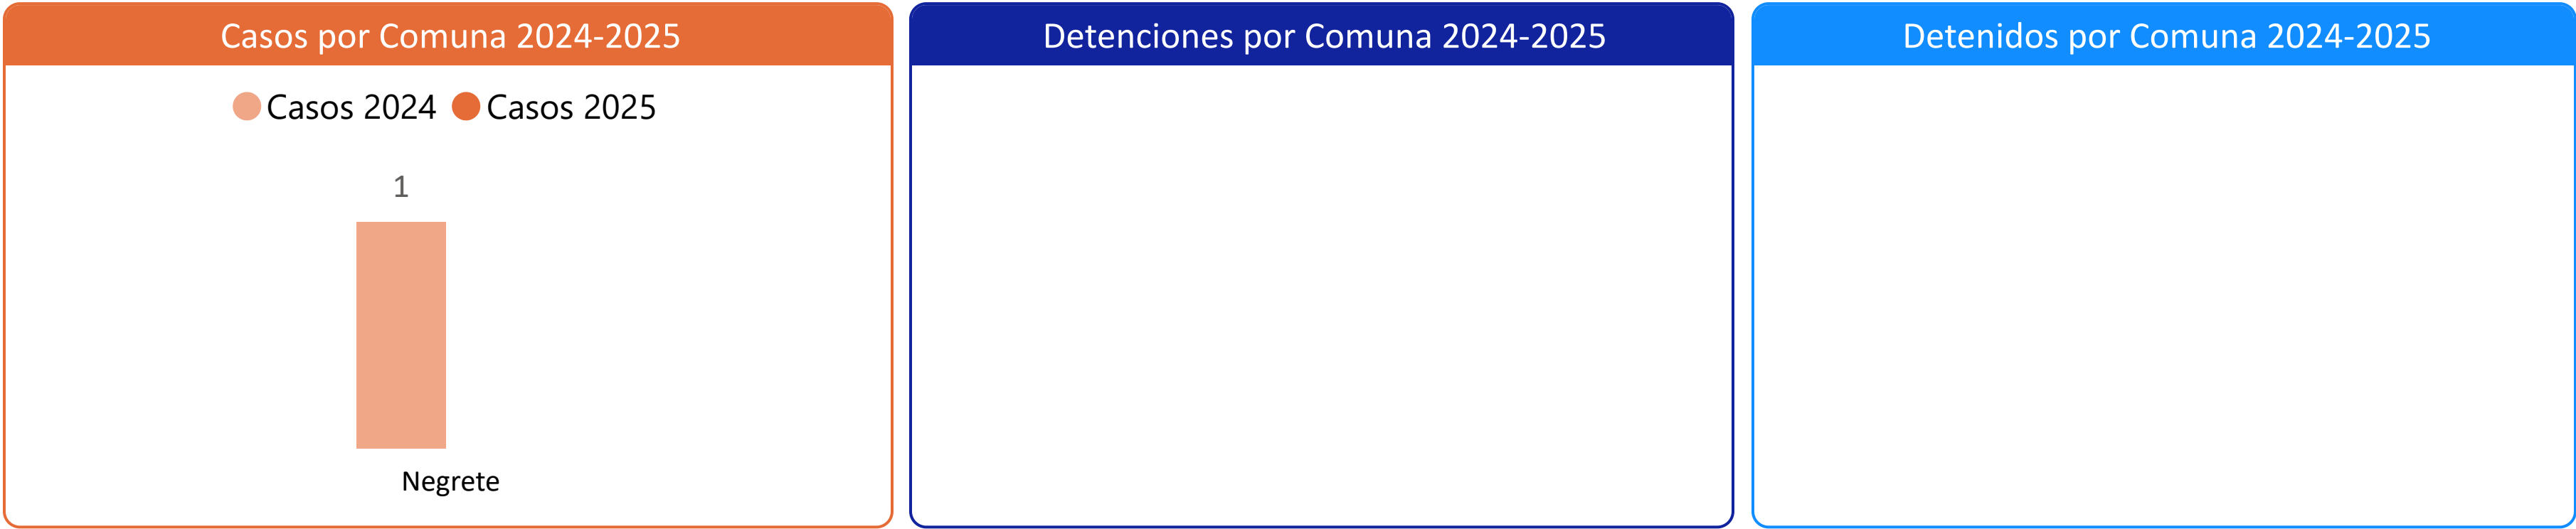 Casos por Comuna 2024-2025
Casos 2024 Casos 2025
1
Negrete
Detenciones por Comuna 2024-2025
Detenidos por Comuna 2024-2025